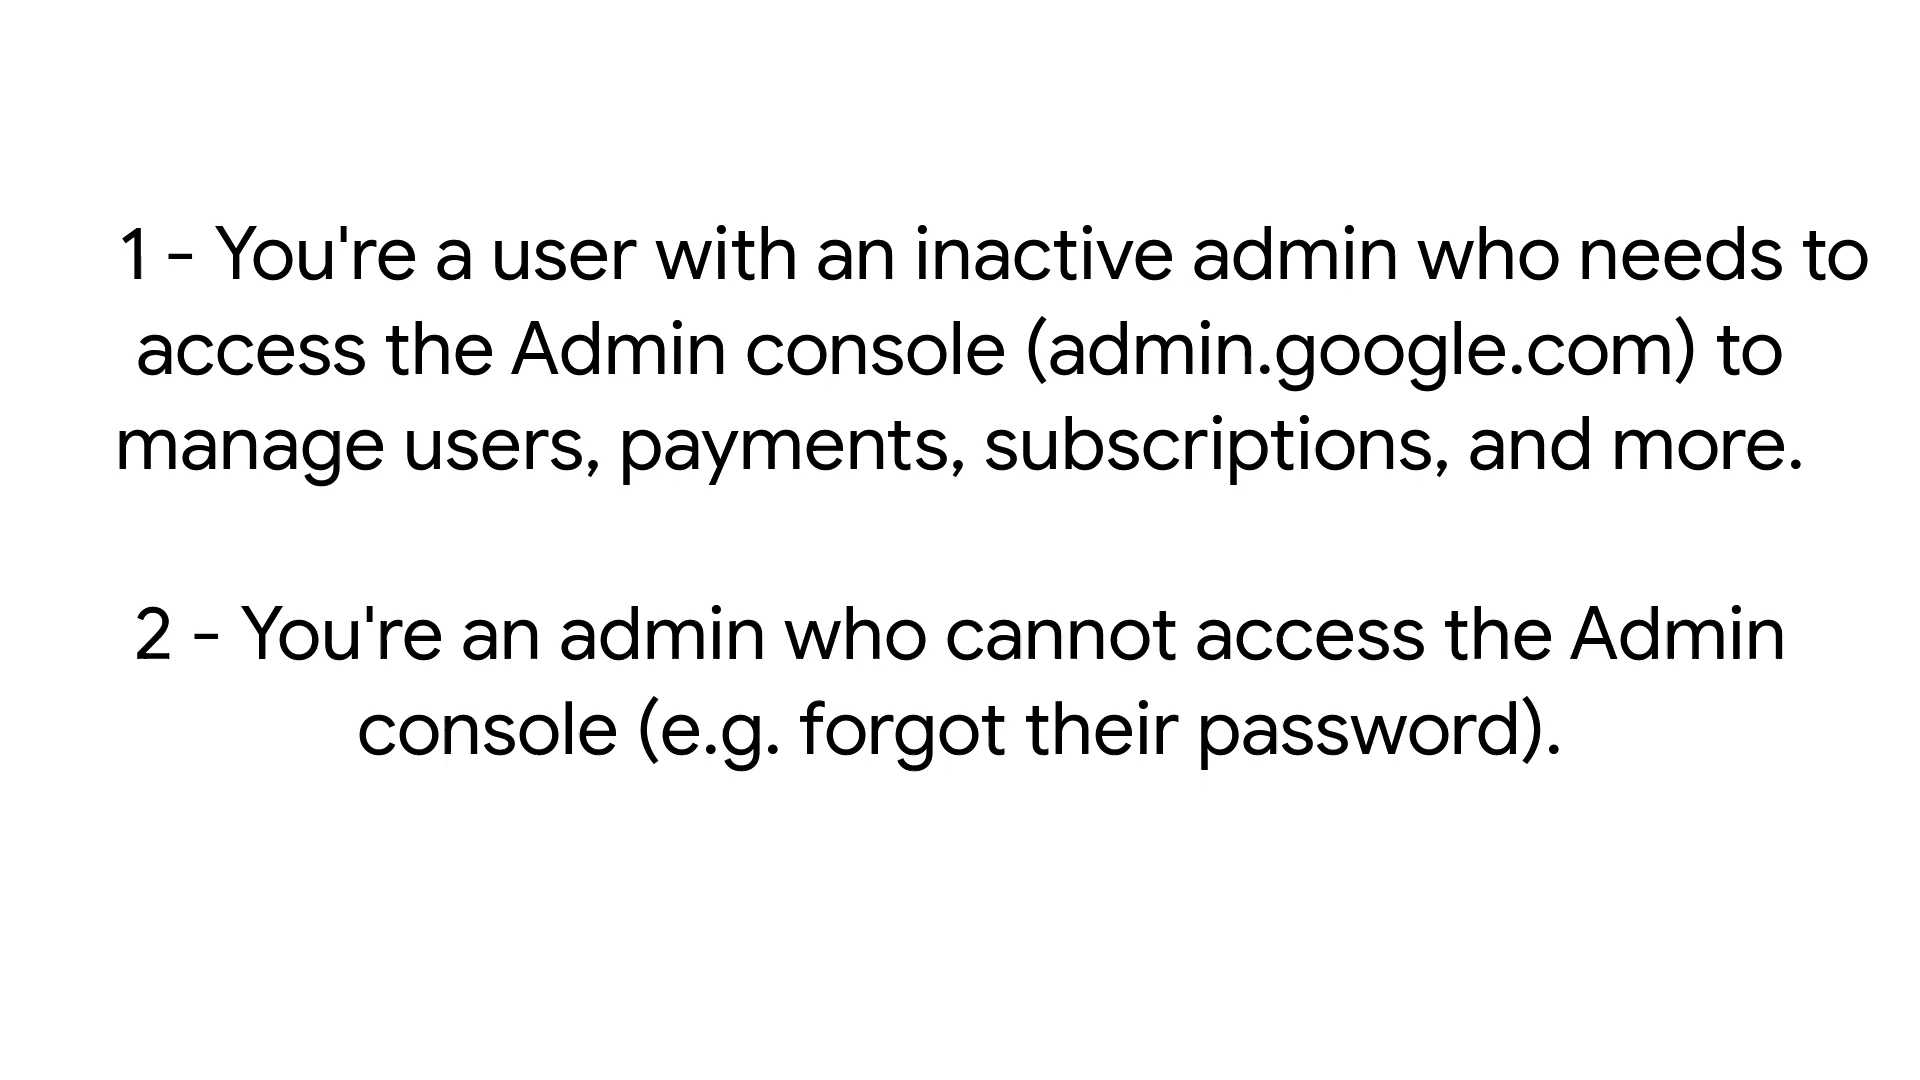 1 - You're a user with an inactive admin who needs to
access the Admin console (admin.google.com) to
manage users, payments, subscriptions, and more.
2 - You're an admin who cannot access the Admin
console (e.g. forgot their password).